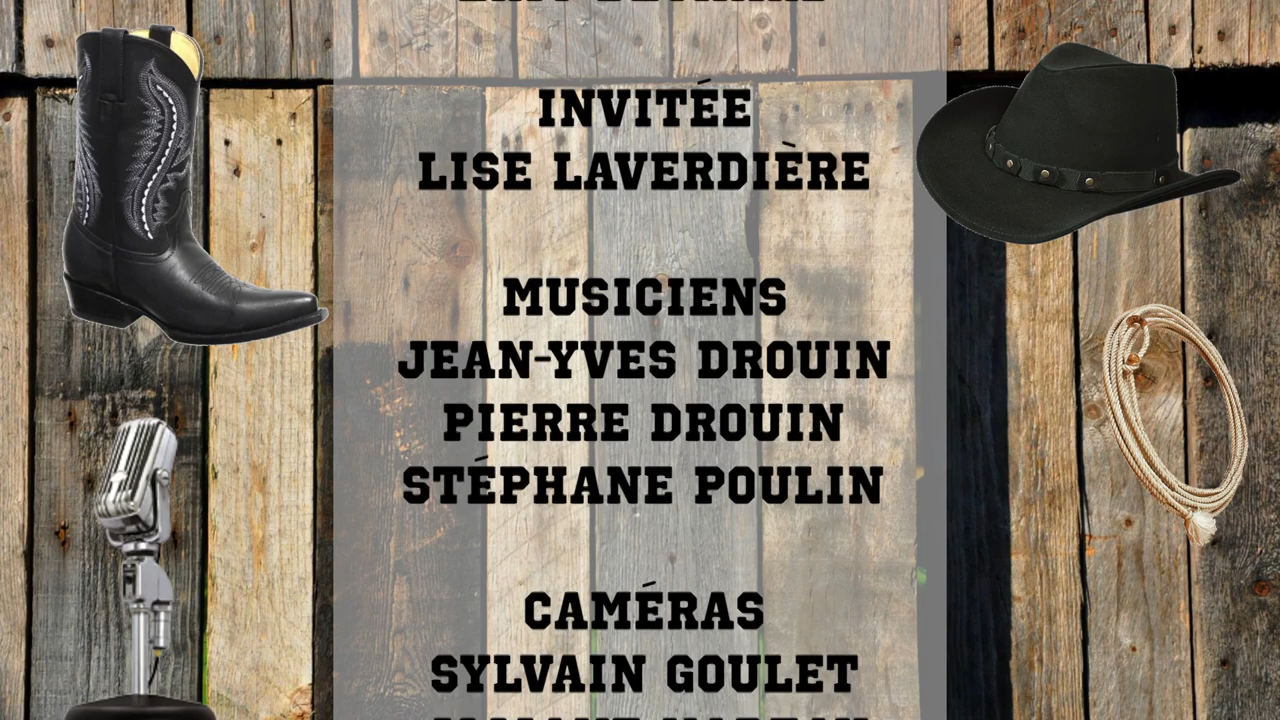 INVITÉE
LISE LAVERDIÈRE
MUSICIENS
JEAN-YVES DROUIN
PIERRE DROUIN
STÉPHANE POULIN
CAMÉRAS
SYLVAIN GOULET